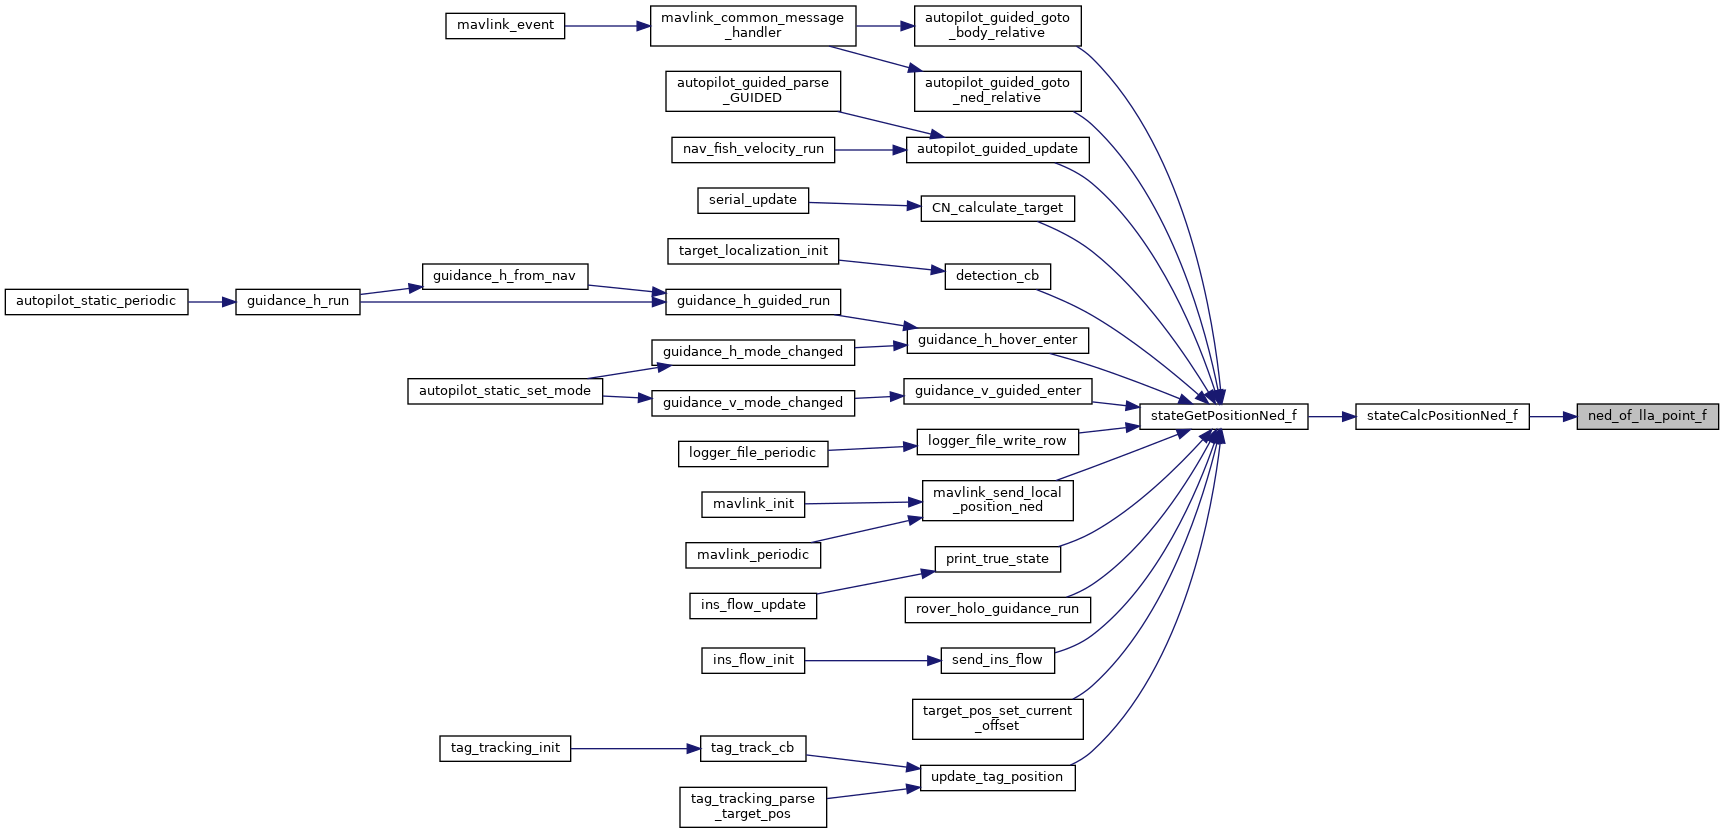 mavlink_event
mavlink_common_message
_handler
autopilot_guided_goto
_body_relative
autopilot_guided_parse
_GUIDED
autopilot_guided_goto
_ned_relative
nav_fish_velocity_run
autopilot_guided_update
serial_update
CN_calculate_target
target_localization_init
detection_cb
guidance_h_from_nav
autopilot_static_periodic
guidance_h_run
guidance_h_guided_run
guidance_h_hover_enter
guidance_h_mode_changed
autopilot_static_set_mode
guidance_v_mode_changed
guidance_v_guided_enter
stateGetPositionNed_f
stateCalcPositionNed_f
ned_of_lla_point_f
logger_file_periodic
logger_file_write_row
mavlink_init
mavlink_send_local
_position_ned
mavlink_periodic
print_true_state
ins_flow_update
rover_holo_guidance_run
ins_flow_init
send_ins_flow
target_pos_set_current
_offset
tag_tracking_init
tag_track_cb
update_tag_position
tag_tracking_parse
_target_pos